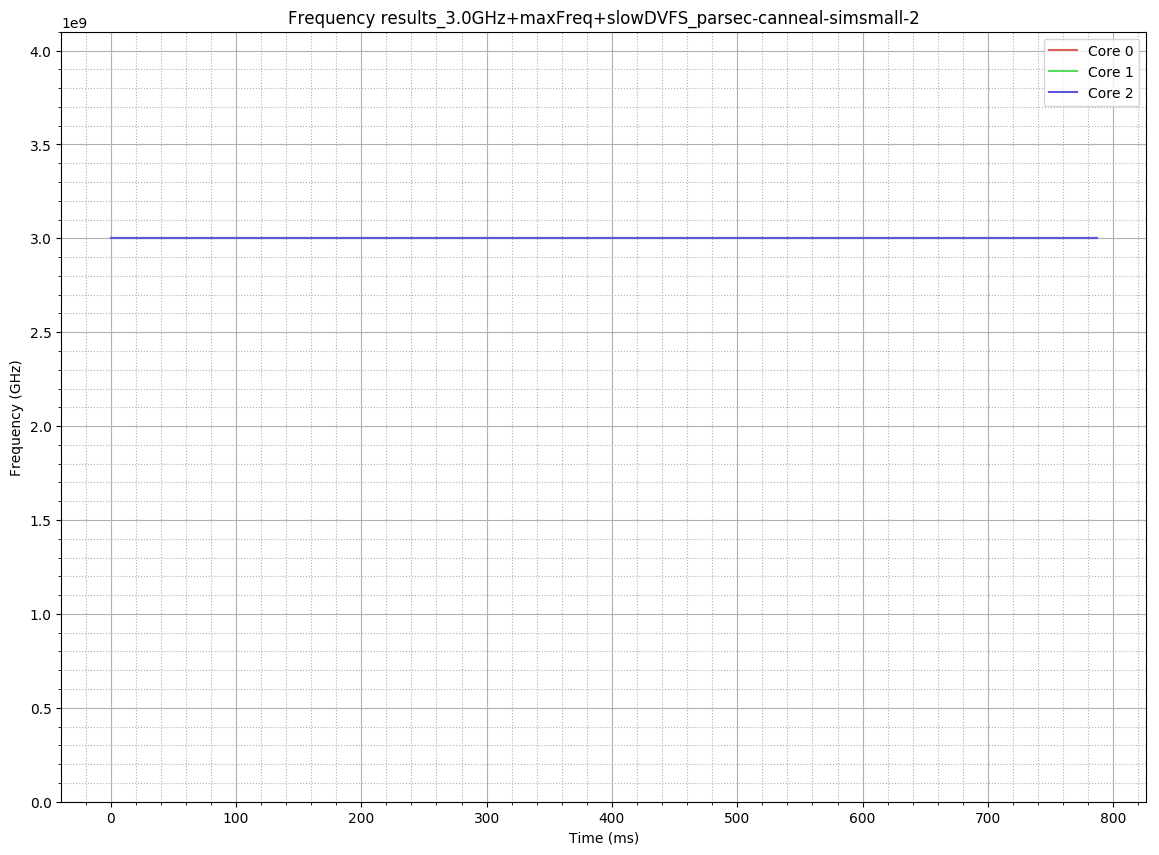 Frequency results_3.0GHz+maxFreq+slowDVFS_parsec-canneal-simsmall-2
1e9
Core 0
Core 1
Core 2
4.0
3.5
3.0
2.5
2.0
1.5
1.0
0.5
0.0
Frequency (GHz)
0 100 200 300 400 500 600 700 800
Time (ms)